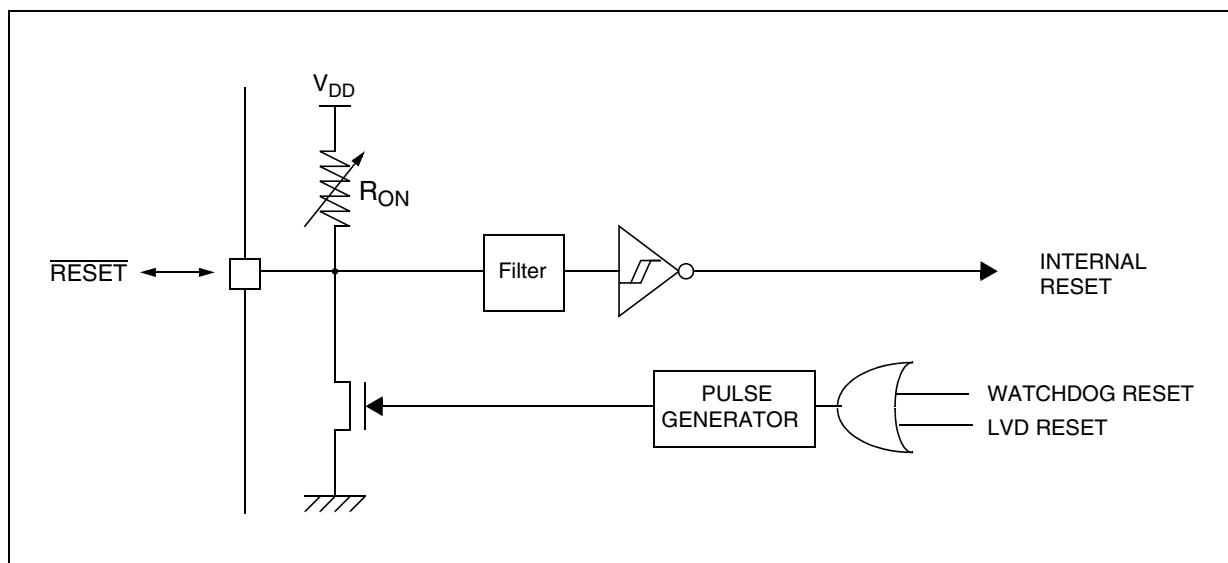 VDD
RON
RESET
Filter
INTERNAL
RESET
PULSE
GENERATOR
WATCHDOG RESET
LVD RESET